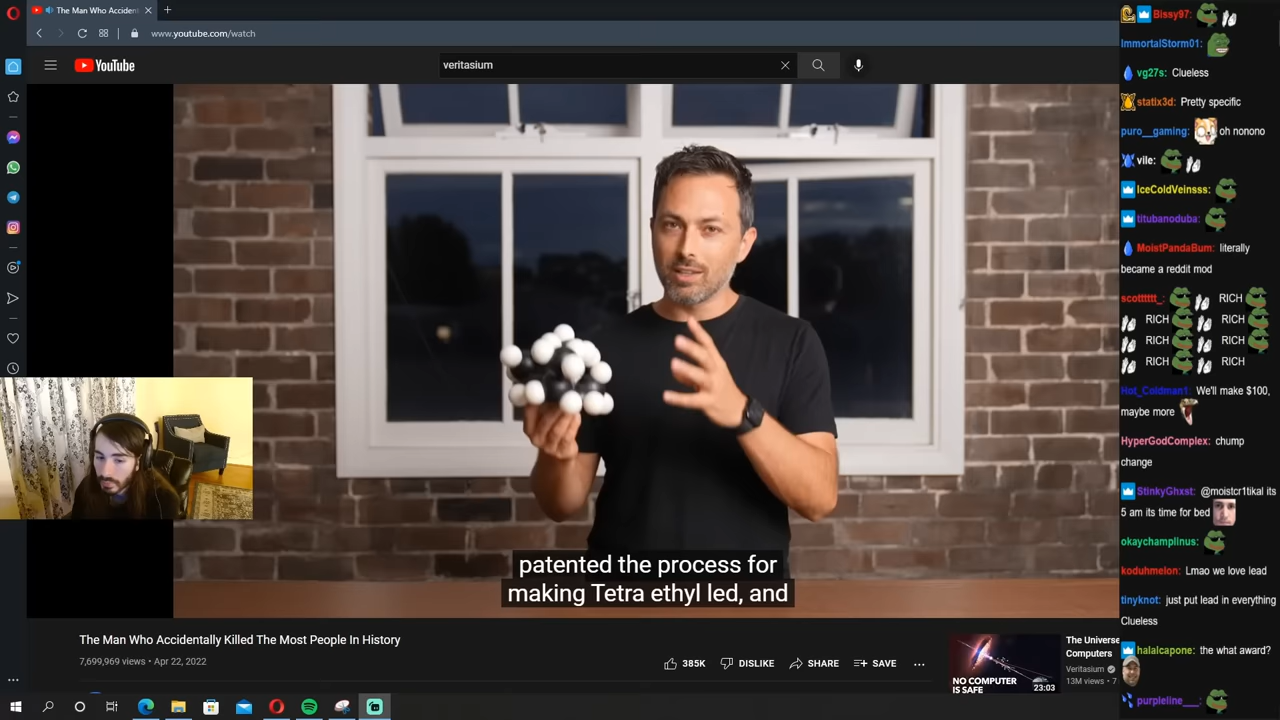 The Man Who Acciden
www.youtube.com/watch
YouTube
veritasium
patented the process for
making Tetra ethyl led, and
The Man Who Accidentally Killed The Most People In History
7,699,969 views • Apr 22, 2022
385K
DISLIKE
SHARE
SAVE
NO COMPUTER
IS SAFE
23:03
The Universe
Computers
Veritasium
13M views • 7
Bissy97:
ImmortalStorm01:
vg27s: Clueless
statix3d: Pretty specific
puro__gaming: oh nonono
vile:
IceColdVeinsss:
titubanoduba:
MoistPandaBum: literally
became a reddit mod
scottttttt_: RICH
RICH RICH
RICH RICH
RICH RICH
Hot_Coldman1: We'll make $100,
maybe more
HyperGodComplex: chump
change
StinkyGhxst: @moistcr1tikal its
5 am its time for bed
okaychamplinus:
koduhmelon: Lmao we love lead
tinyknot: just put lead in everything
Clueless
halalcapone: the what award?
purpleline___: